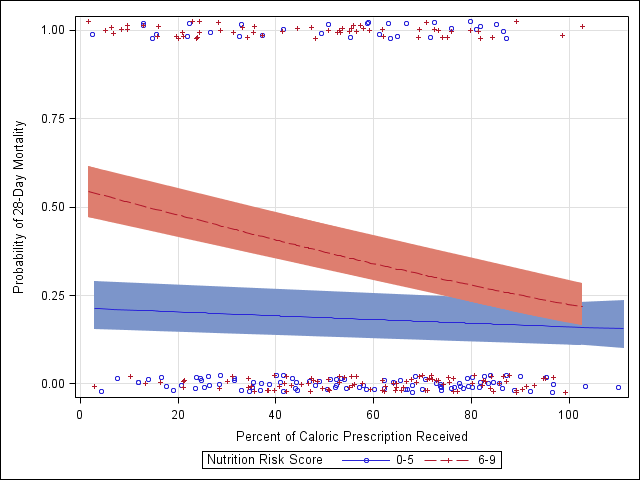 1.00
0.75
0.50
0.25
0.00
Probability of 28-Day Mortality
0 20 40 60 80 100
Percent of Caloric Prescription Received
Nutrition Risk Score 0-5 6-9